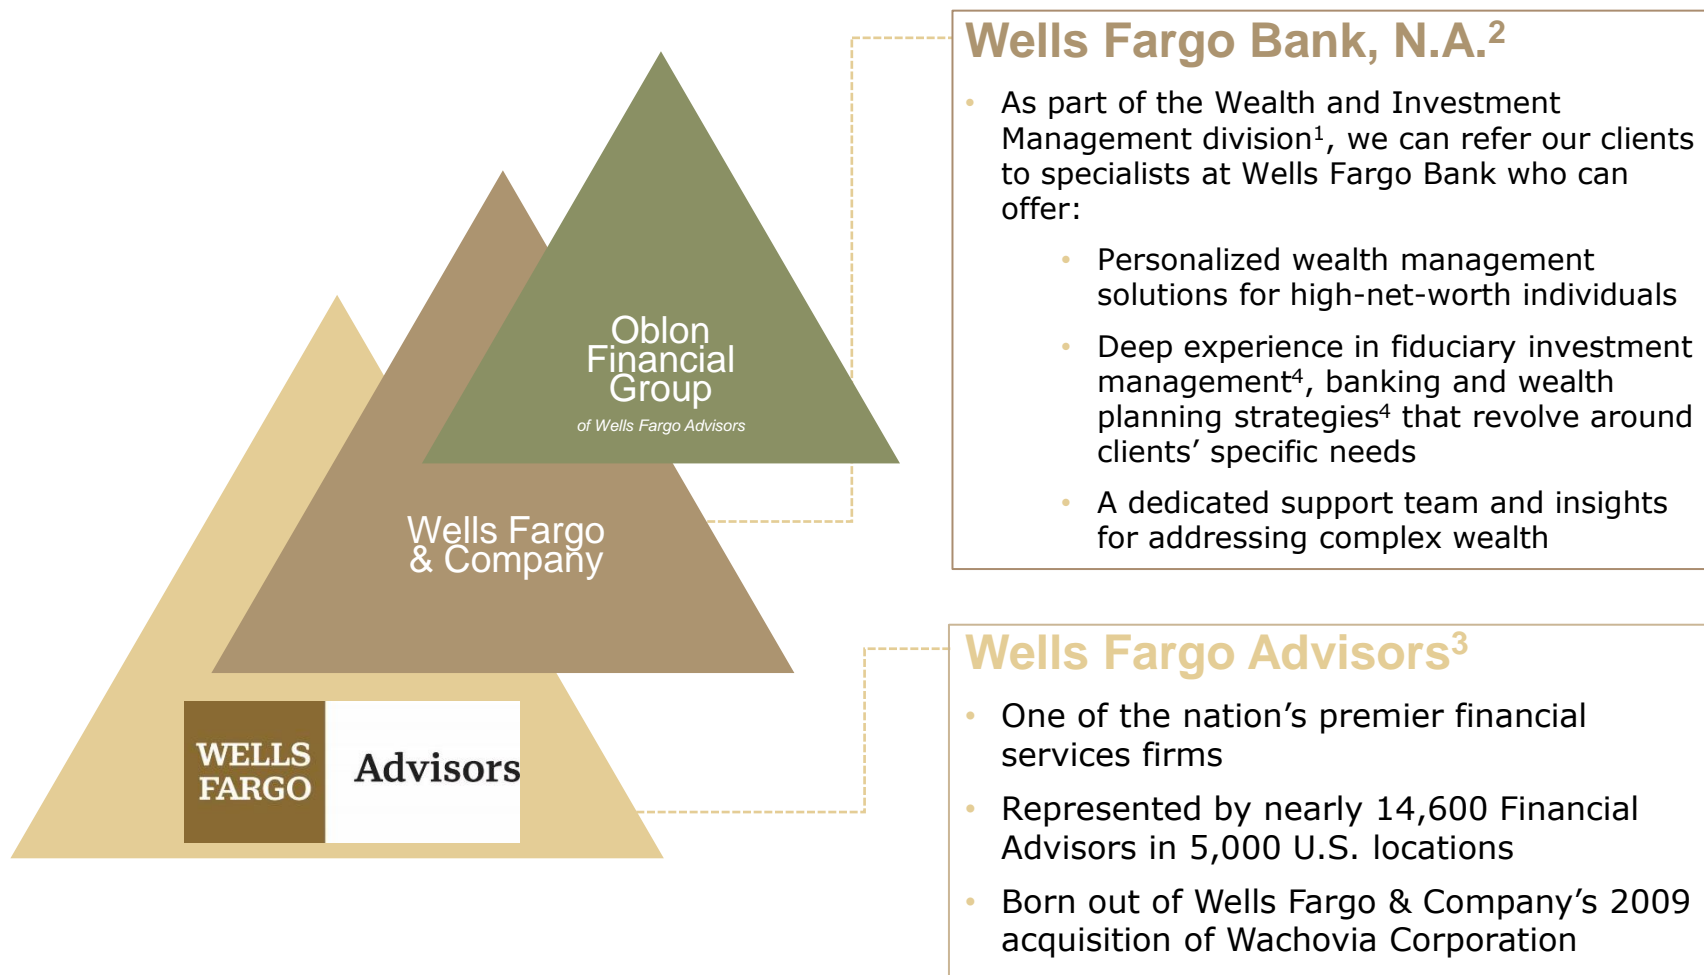 Oblon
Financial
Group
of Wells Fargo Advisors
Wells Fargo
& Company
WELLS
FARGO
Advisors
Wells Fargo Bank, N.A.²
• As part of the Wealth and Investment
Management division¹, we can refer our clients
to specialists at Wells Fargo Bank who can
offer:
• Personalized wealth management
solutions for high-net-worth individuals
• Deep experience in fiduciary investment
management⁴, banking and wealth
planning strategies⁴ that revolve around
clients’ specific needs
• A dedicated support team and insights
for addressing complex wealth
Wells Fargo Advisors³
• One of the nation’s premier financial
services firms
• Represented by nearly 14,600 Financial
Advisors in 5,000 U.S. locations
• Born out of Wells Fargo & Company’s 2009
acquisition of Wachovia Corporation